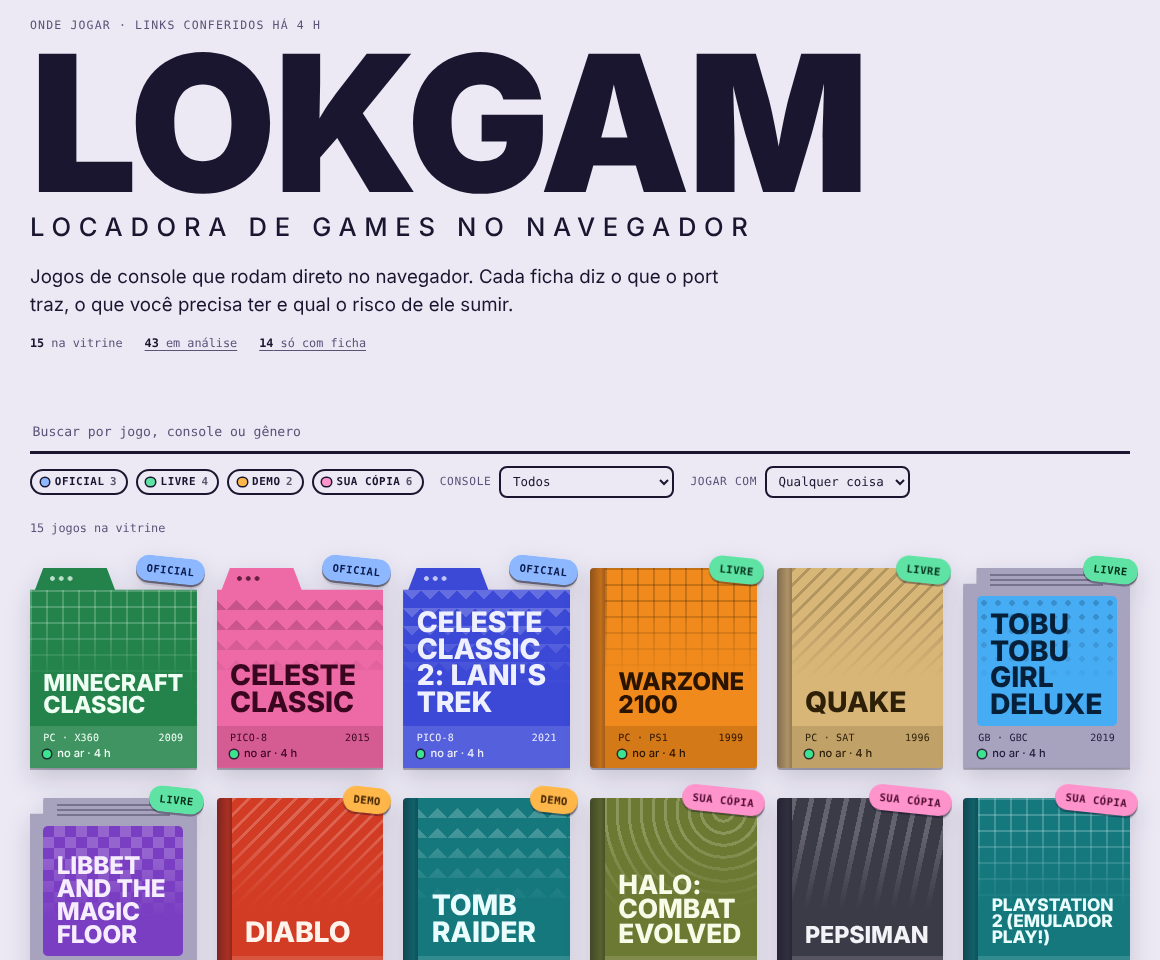 ONDE JOGAR · LINKS CONFERIDOS HÁ 4 H
LOKGAM
LOCADORA DE GAMES NO NAVEGADOR
Jogos de console que rodam direto no navegador. Cada ficha diz o que o port
traz, o que você precisa ter e qual o risco de ele sumir.
15 na vitrine 43 em análise 14 só com ficha
Buscar por jogo, console ou gênero
OFICIAL 3 LIVRE 4 DEMO 2 SUA CÓPIA 6 CONSOLE Todos JOGAR COM Qualquer coisa
15 jogos na vitrine
OFICIAL
MINECRAFT
CLASSIC
PC · X360 2009
no ar · 4 h
OFICIAL
CELESTE
CLASSIC
PICO-8 2015
no ar · 4 h
OFICIAL
CELESTE
CLASSIC
2: LANI'S
TREK
PICO-8 2021
no ar · 4 h
LIVRE
WARZONE
2100
PC · PS1 1999
no ar · 4 h
LIVRE
QUAKE
PC · SAT 1996
no ar · 4 h
LIVRE
TOBU
TOBU
GIRL
DELUXE
GB · GBC 2019
no ar · 4 h
LIVRE
LIBBET
AND THE
MAGIC
FLOOR
DEMO
DIABLO
DEMO
TOMB
RAIDER
SUA CÓPIA
HALO:
COMBAT
EVOLVED
SUA CÓPIA
PEPSIMAN
SUA CÓPIA
PLAYSTATION
2 (EMULADOR
PLAY!)